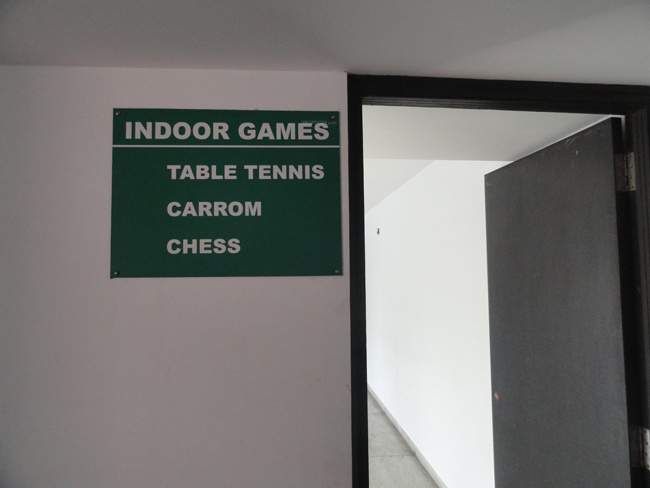 INDOOR GAMES
TABLE TENNIS
CARROM
CHESS